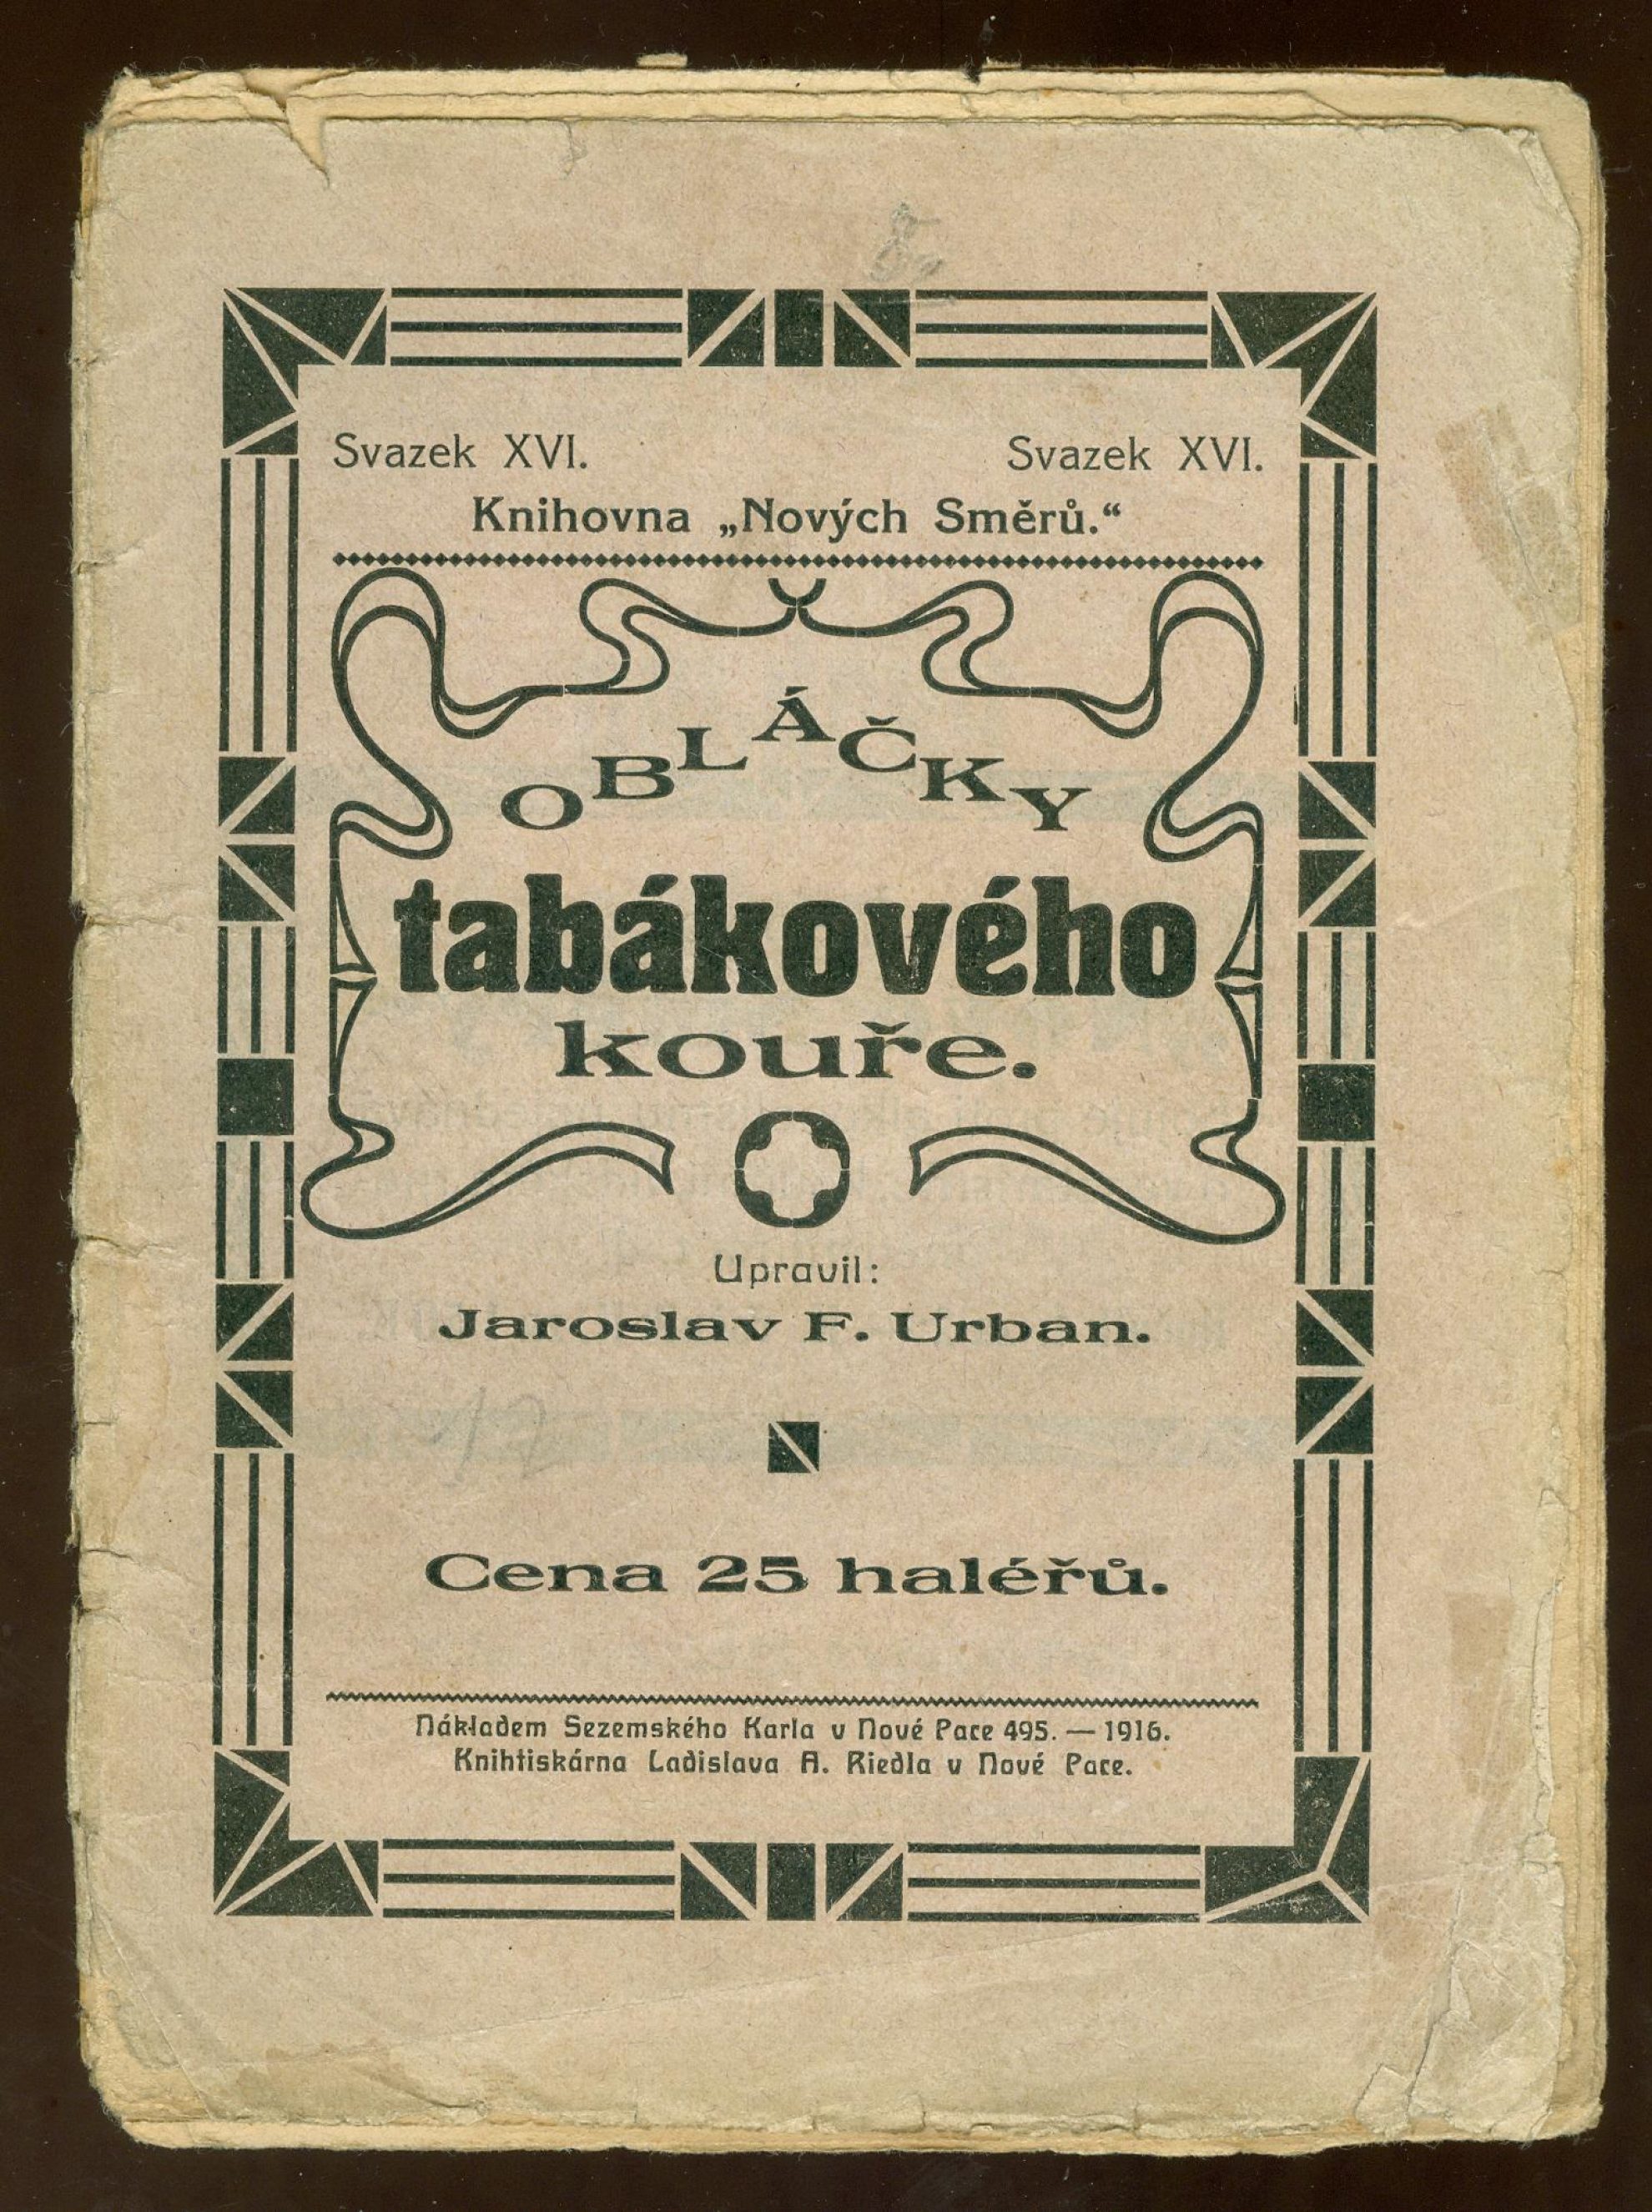 Svazek XVI. Svazek XVI.
Knihovna „Nových Směrů.“
OBLÁČKY
tabákového
kouře.
Upravil:
Jaroslav F. Urban.
Cena 25 haléřů.
Nákladem Sezemského Karla v Nové Pace 495. — 1916.
Knihtiskárna Ladislava A. Riedla v Nové Pace.